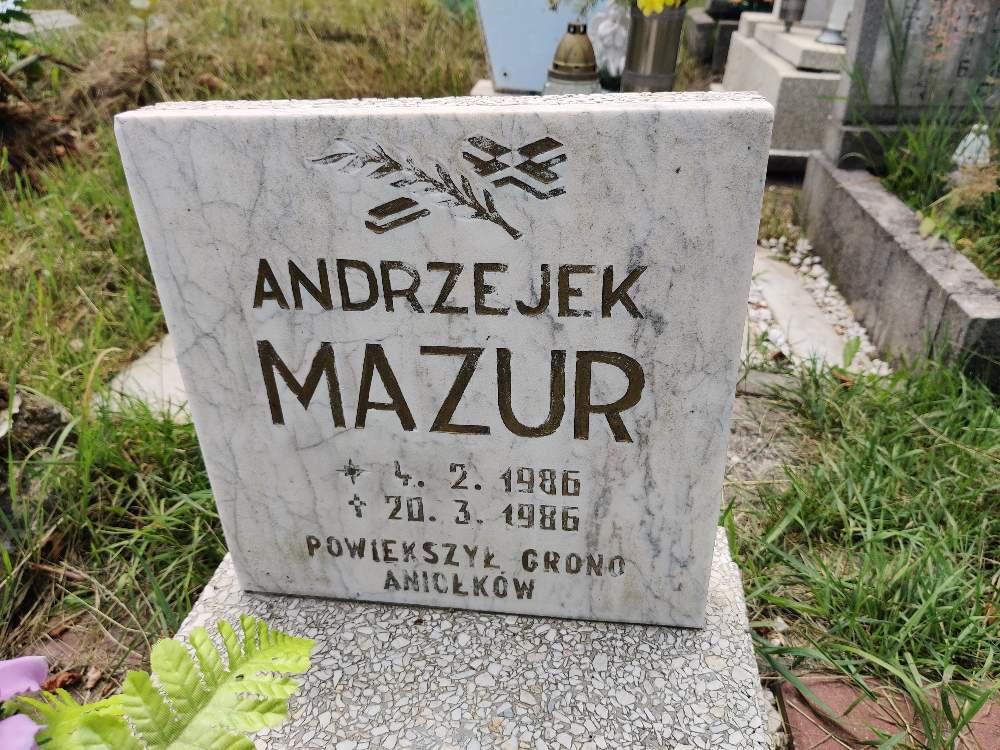 ANDRZEJEK
MAZUR
* 4. 2. 1986
✝ 20. 3. 1986
POWIEKSZYŁ GRONO
ANIOŁKÓW